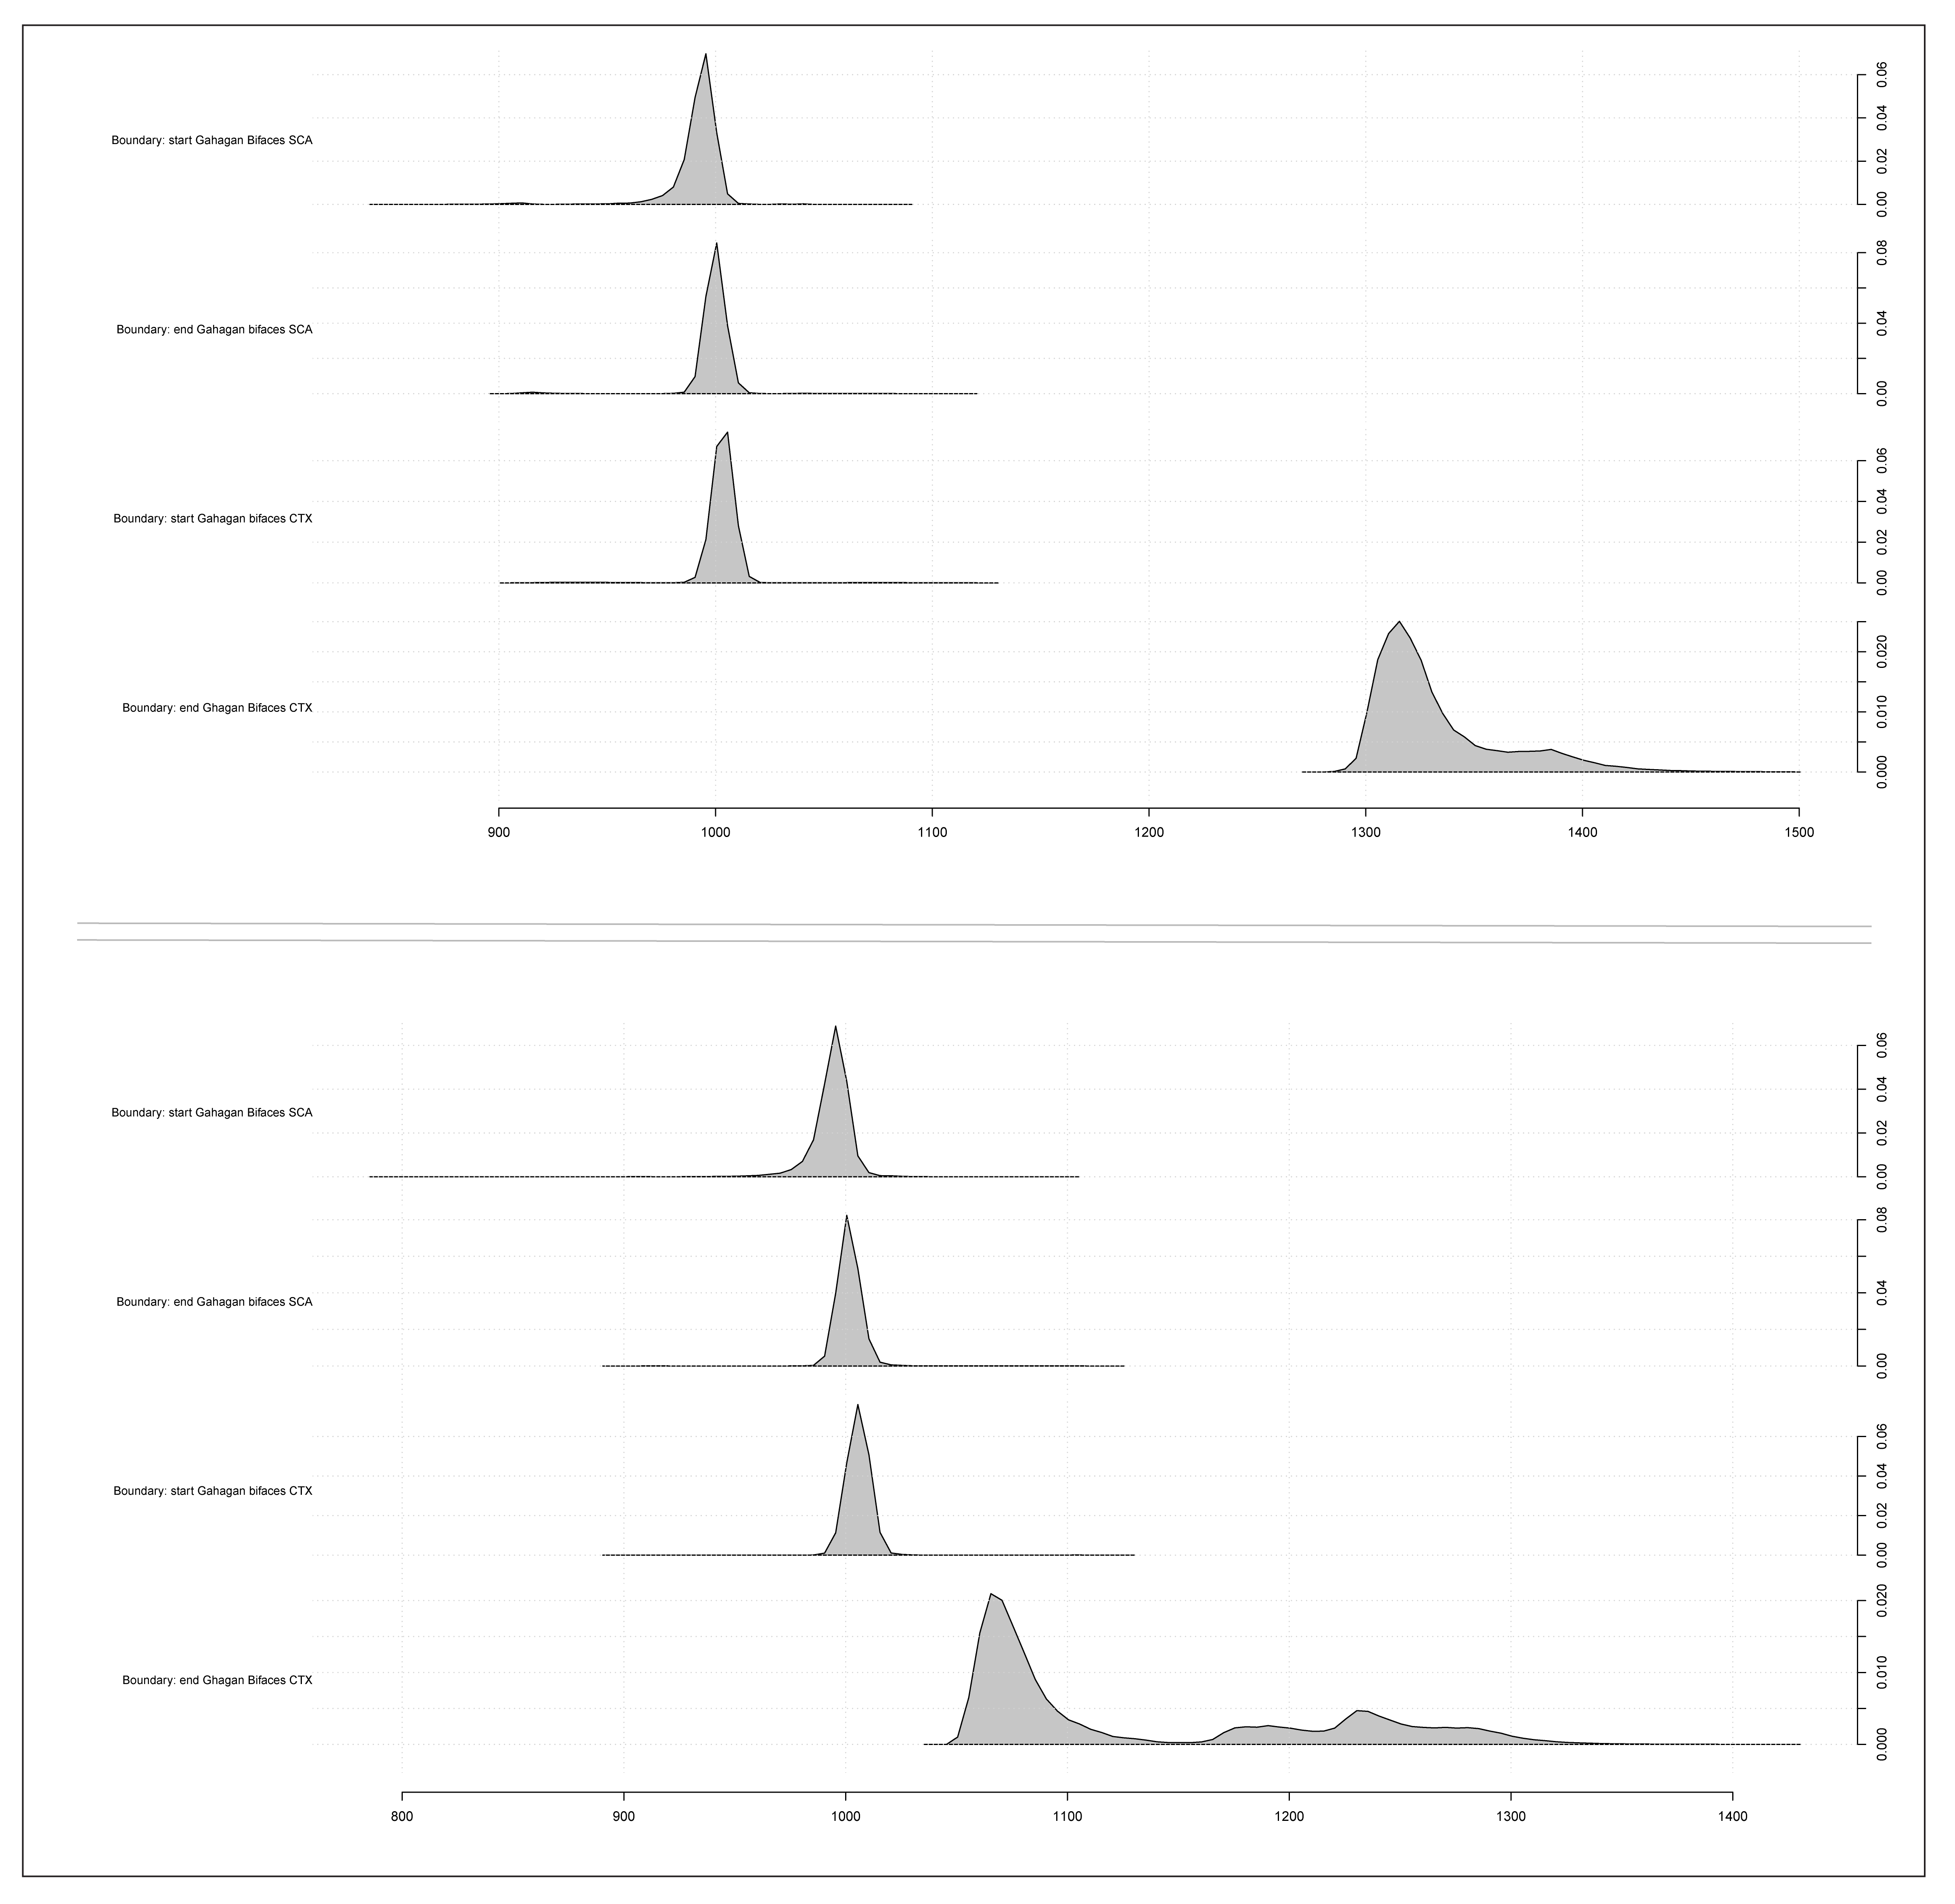 Boundary: start Gahagan Bifaces SCA
0.00 0.02 0.04 0.06
Boundary: end Gahagan bifaces SCA
0.00 0.04 0.08
Boundary: start Gahagan bifaces CTX
0.00 0.02 0.04 0.06
Boundary: end Ghagan Bifaces CTX
0.000 0.010 0.020
900 1000 1100 1200 1300 1400 1500
Boundary: start Gahagan Bifaces SCA
0.00 0.02 0.04 0.06
Boundary: end Gahagan bifaces SCA
0.00 0.04 0.08
Boundary: start Gahagan bifaces CTX
0.00 0.02 0.04 0.06
Boundary: end Ghagan Bifaces CTX
0.000 0.010 0.020
800 900 1000 1100 1200 1300 1400